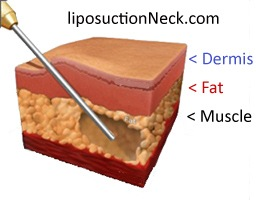 liposuctionNeck.com
< Dermis
< Fat
< Muscle